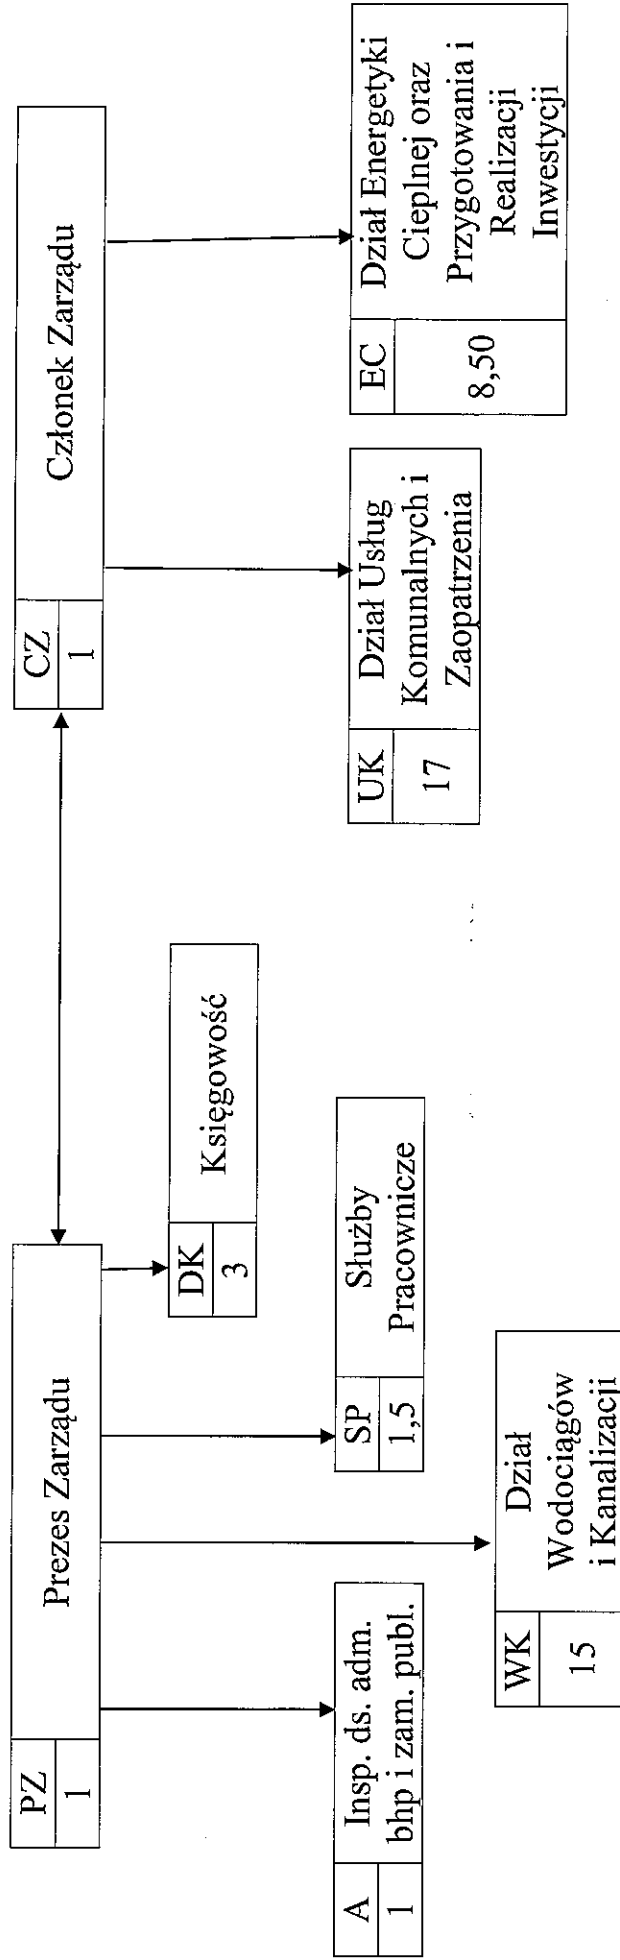 PZ
1
Prezes Zarządu
CZ
1
Członek Zarządu
DK
3
Księgowość
A
1
Insp. ds. adm.
bhp i zam. publ.
SP
1,5
Służby
Pracownicze
UK
17
Dział Usług
Komunalnych i
Zaopatrzenia
EC
8,50
Dział Energetyki
Cieplnej oraz
Przygotowania i
Realizacji
Inwestycji
WK
15
Dział
Wodociągów
i Kanalizacji